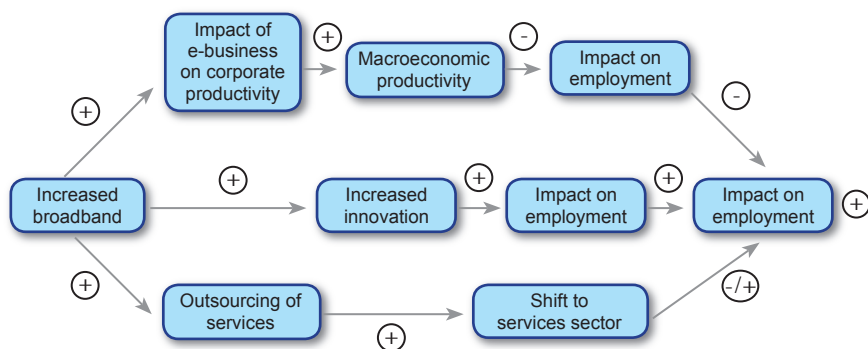 Impact of
e-business
on corporate
productivity
+
Macroeconomic
productivity
-
Impact on
employment
-
+
Increased
broadband
+
Increased
innovation
+
Impact on
employment
+
Impact on
employment
+
+
Outsourcing of
services
+
Shift to
services sector
-/+